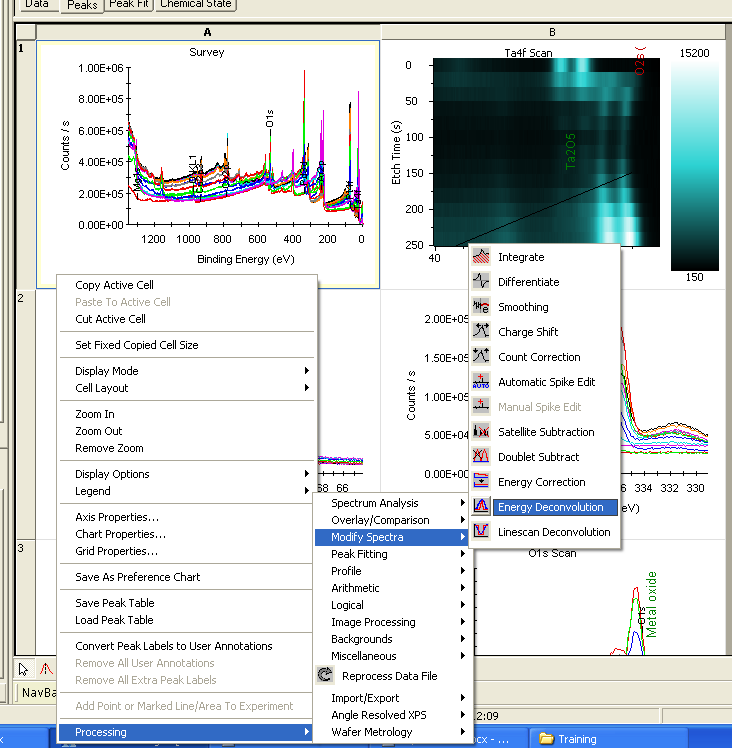 Data Peaks Peak Fit Chemical State
A B
1
Survey
1.00E+06
8.00E+05
6.00E+05
4.00E+05
2.00E+05
0.00E+00
Counts / s
O1s
1200 1000 800 600 400 200 0
Binding Energy (eV)
Ta4f Scan
0
50
100
150
200
250
Etch Time (s)
40
Ta2O5
O2s (
15200
150
2
3
Copy Active Cell
Paste To Active Cell
Cut Active Cell
Set Fixed Copied Cell Size
Display Mode
Cell Layout
Zoom In
Zoom Out
Remove Zoom
Display Options
Legend
Axis Properties...
Chart Properties...
Grid Properties...
Save As Preference Chart
Save Peak Table
Load Peak Table
Convert Peak Labels to User Annotations
Remove All User Annotations
Remove All Extra Peak Labels
Add Point or Marked Line/Area To Experiment
Processing
68 66
Spectrum Analysis
Overlay/Comparison
Modify Spectra
Peak Fitting
Profile
Arithmetic
Logical
Image Processing
Backgrounds
Miscellaneous
Reprocess Data File
Import/Export
Angle Resolved XPS
Wafer Metrology
Integrate
Differentiate
Smoothing
Charge Shift
Count Correction
Automatic Spike Edit
Manual Spike Edit
Satellite Subtraction
Doublet Subtract
Energy Correction
Energy Deconvolution
Linescan Deconvolution
2.00E+05
1.50E+05
1.00E+05
5.00E+04
0.00E+00
Counts / s
334 332 330
eV)
O1s Scan
O1s
Metal oxide
NavBa
2:09
cx - ...
Training